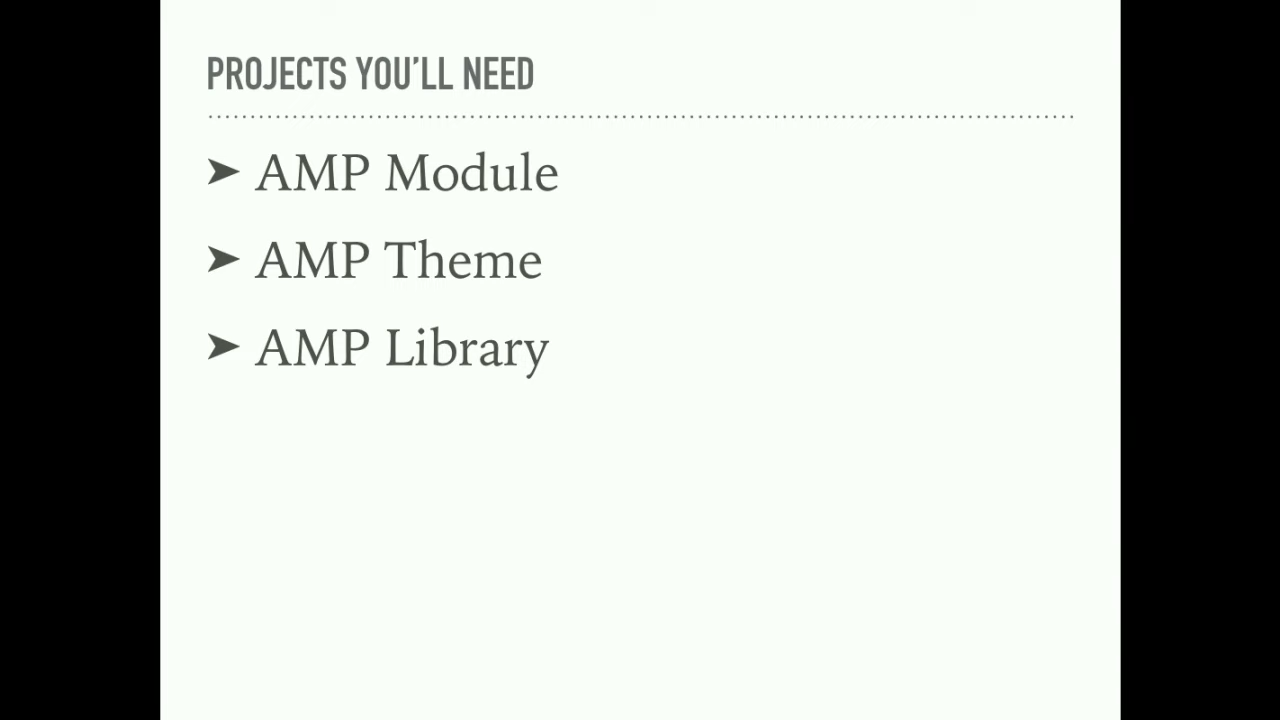 PROJECTS YOU'LL NEED
➤ AMP Module
➤ AMP Theme
➤ AMP Library